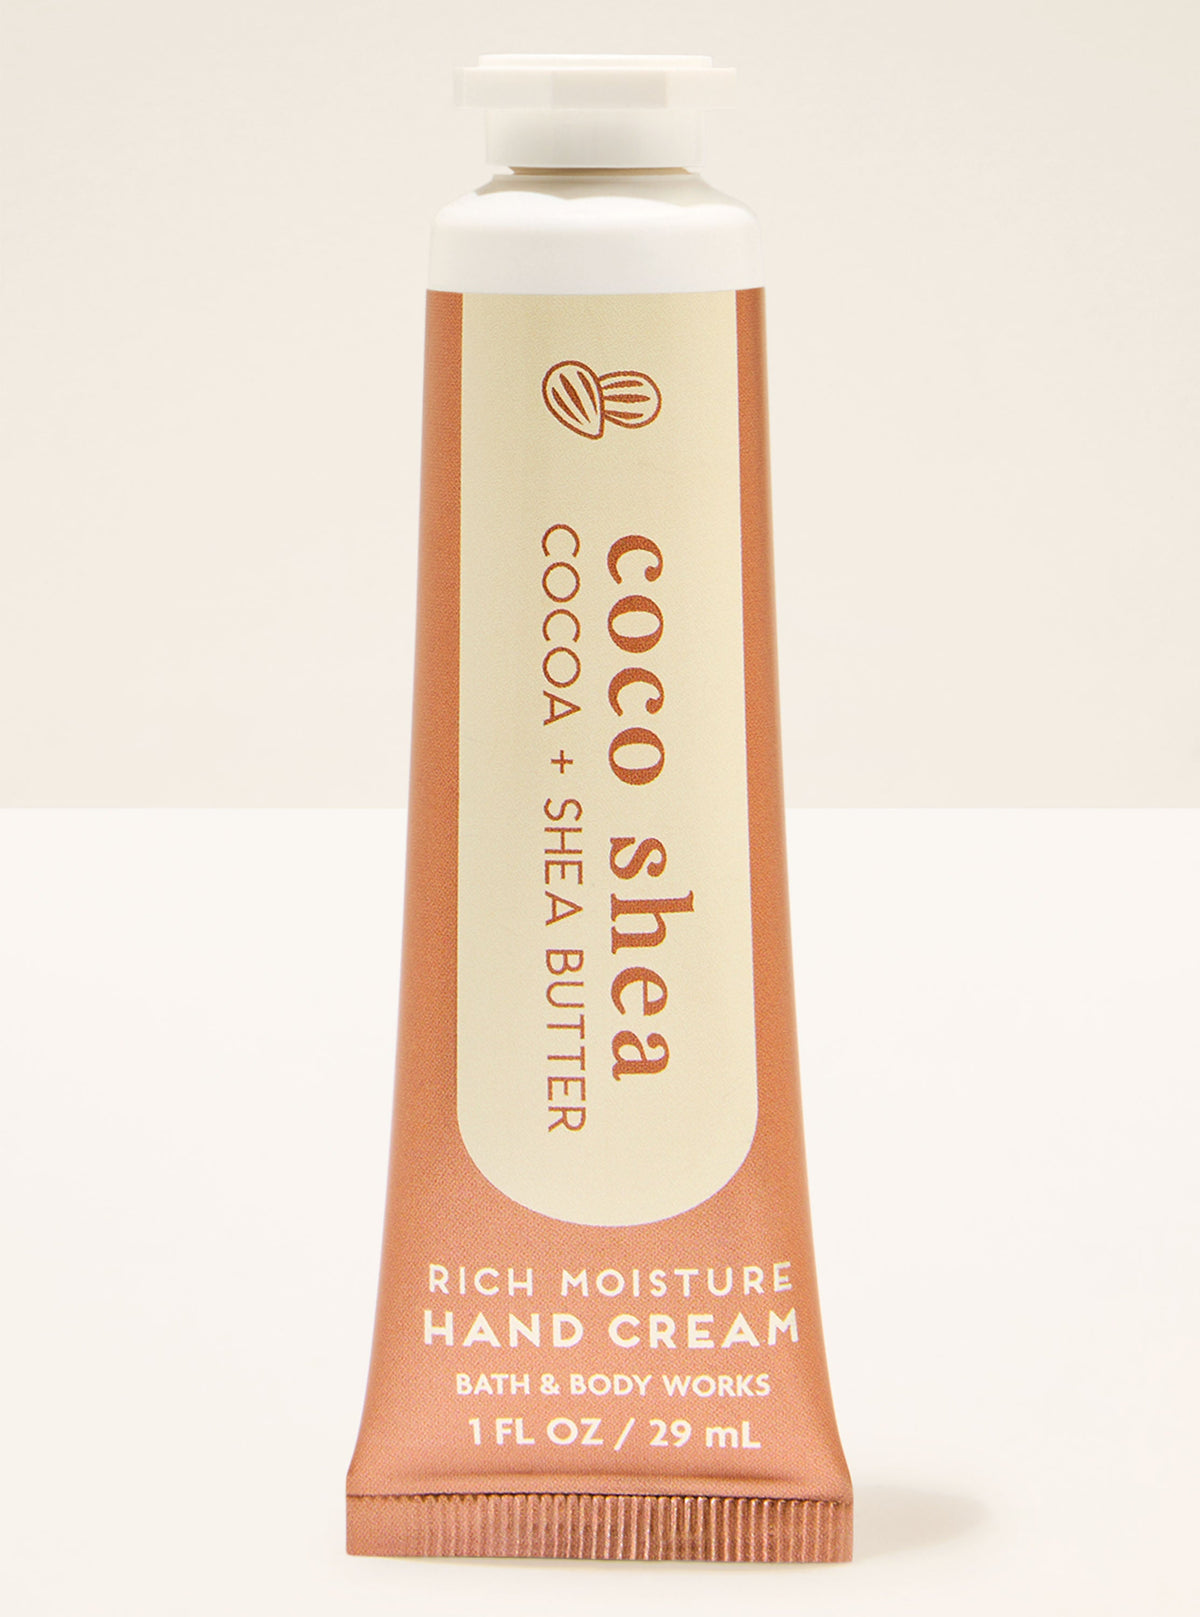 coco shea
COCOA + SHEA BUTTER
RICH MOISTURE
HAND CREAM
BATH & BODY WORKS
1 FL OZ / 29 mL